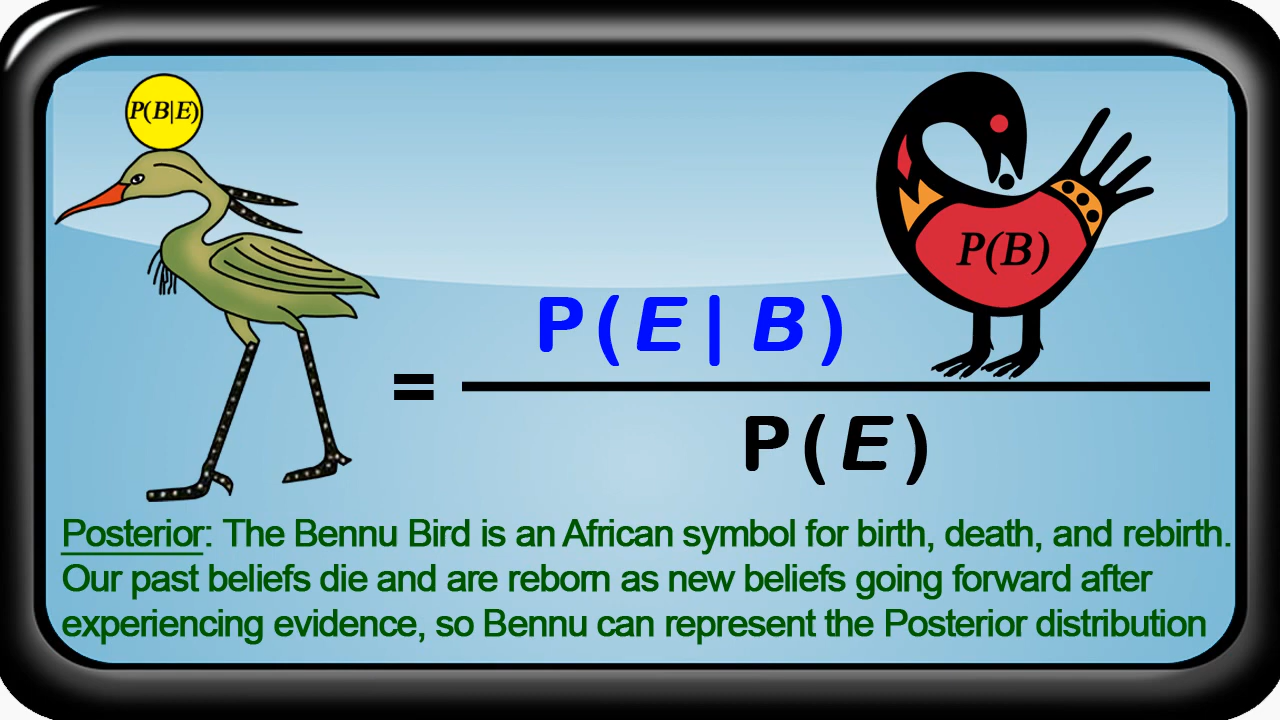 P(B|E)
P(B)
P(E|B)
=
P(E)
Posterior: The Bennu Bird is an African symbol for birth, death, and rebirth.
Our past beliefs die and are reborn as new beliefs going forward after
experiencing evidence, so Bennu can represent the Posterior distribution